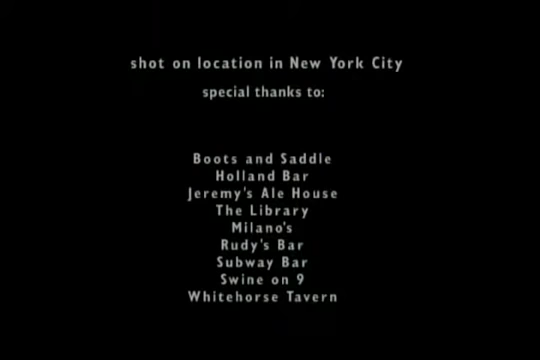 shot on location in New York City
special thanks to:
Boots and Saddle
Holland Bar
Jeremy's Ale House
The Library
Milano's
Rudy's Bar
Subway Bar
Swine on 9
Whitehorse Tavern